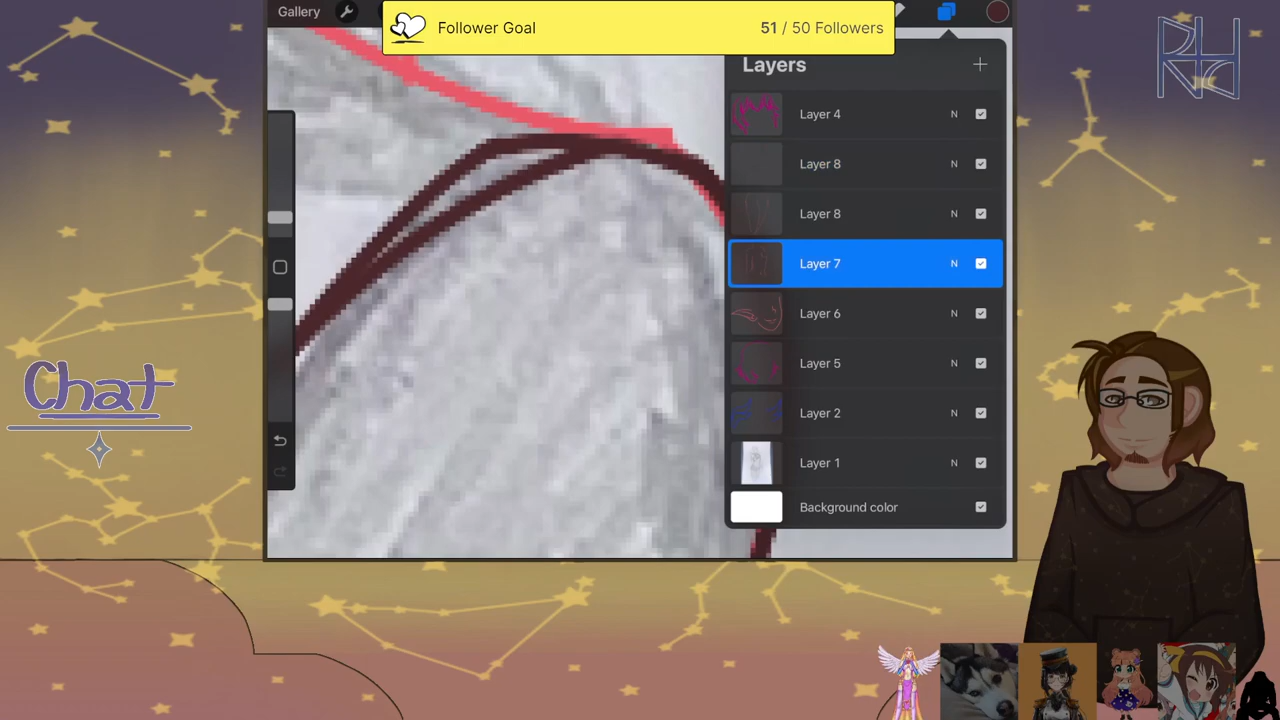 Gallery
Follower Goal 51 / 50 Followers
Layers
Layer 4 N
Layer 8 N
Layer 8 N
Layer 7 N
Layer 6 N
Layer 5 N
Layer 2 N
Layer 1 N
Background color
Chat